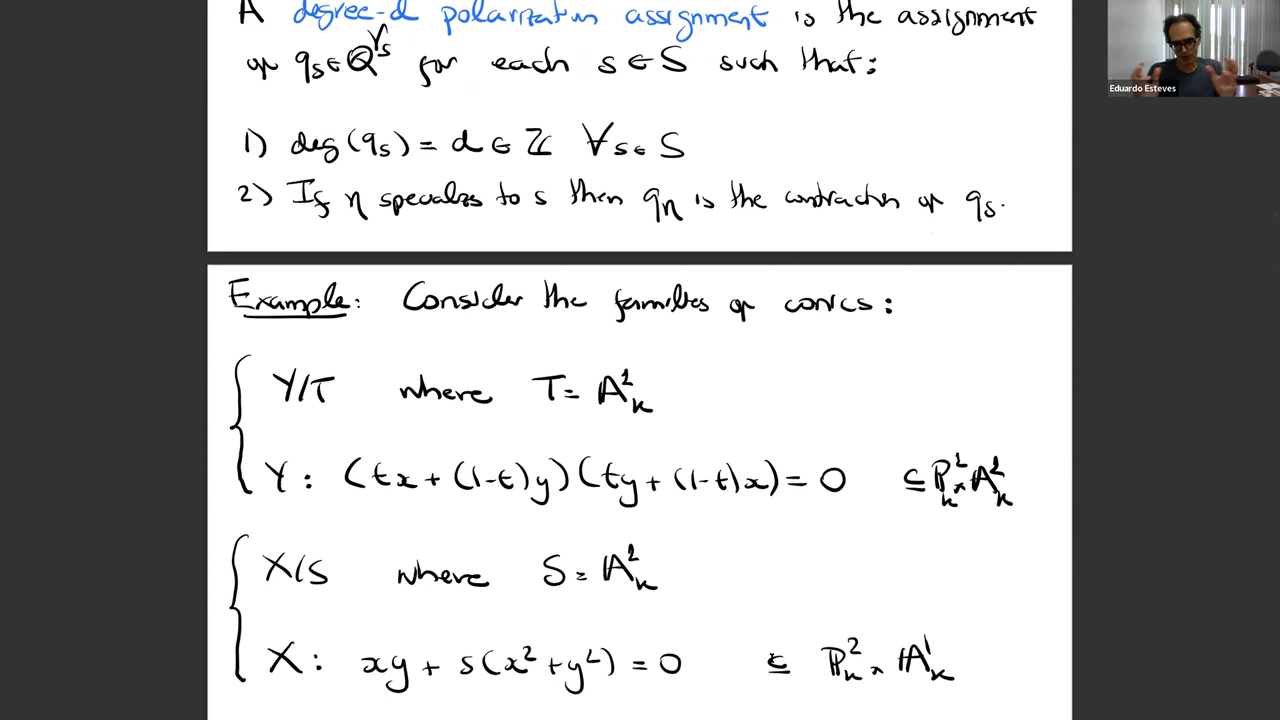 A degree-d polarization assignment is the assignment
of q_s ∈ Q^{V_s} for each s ∈ S such that:
1) deg(q_s) = d ∈ Z ∀ s ∈ S
2) If η specializes to s then q_η is the contraction of q_s.
Example: Consider the families of conics:
Y/T where T = A²_k
Y: (tx + (1-t)y)(ty + (1-t)x) = 0 ⊆ P²_k × A²_k
X/S where S = A²_k
X: xy + s(x² + y²) = 0 ⊆ P²_k × A¹_k
Eduardo Esteves